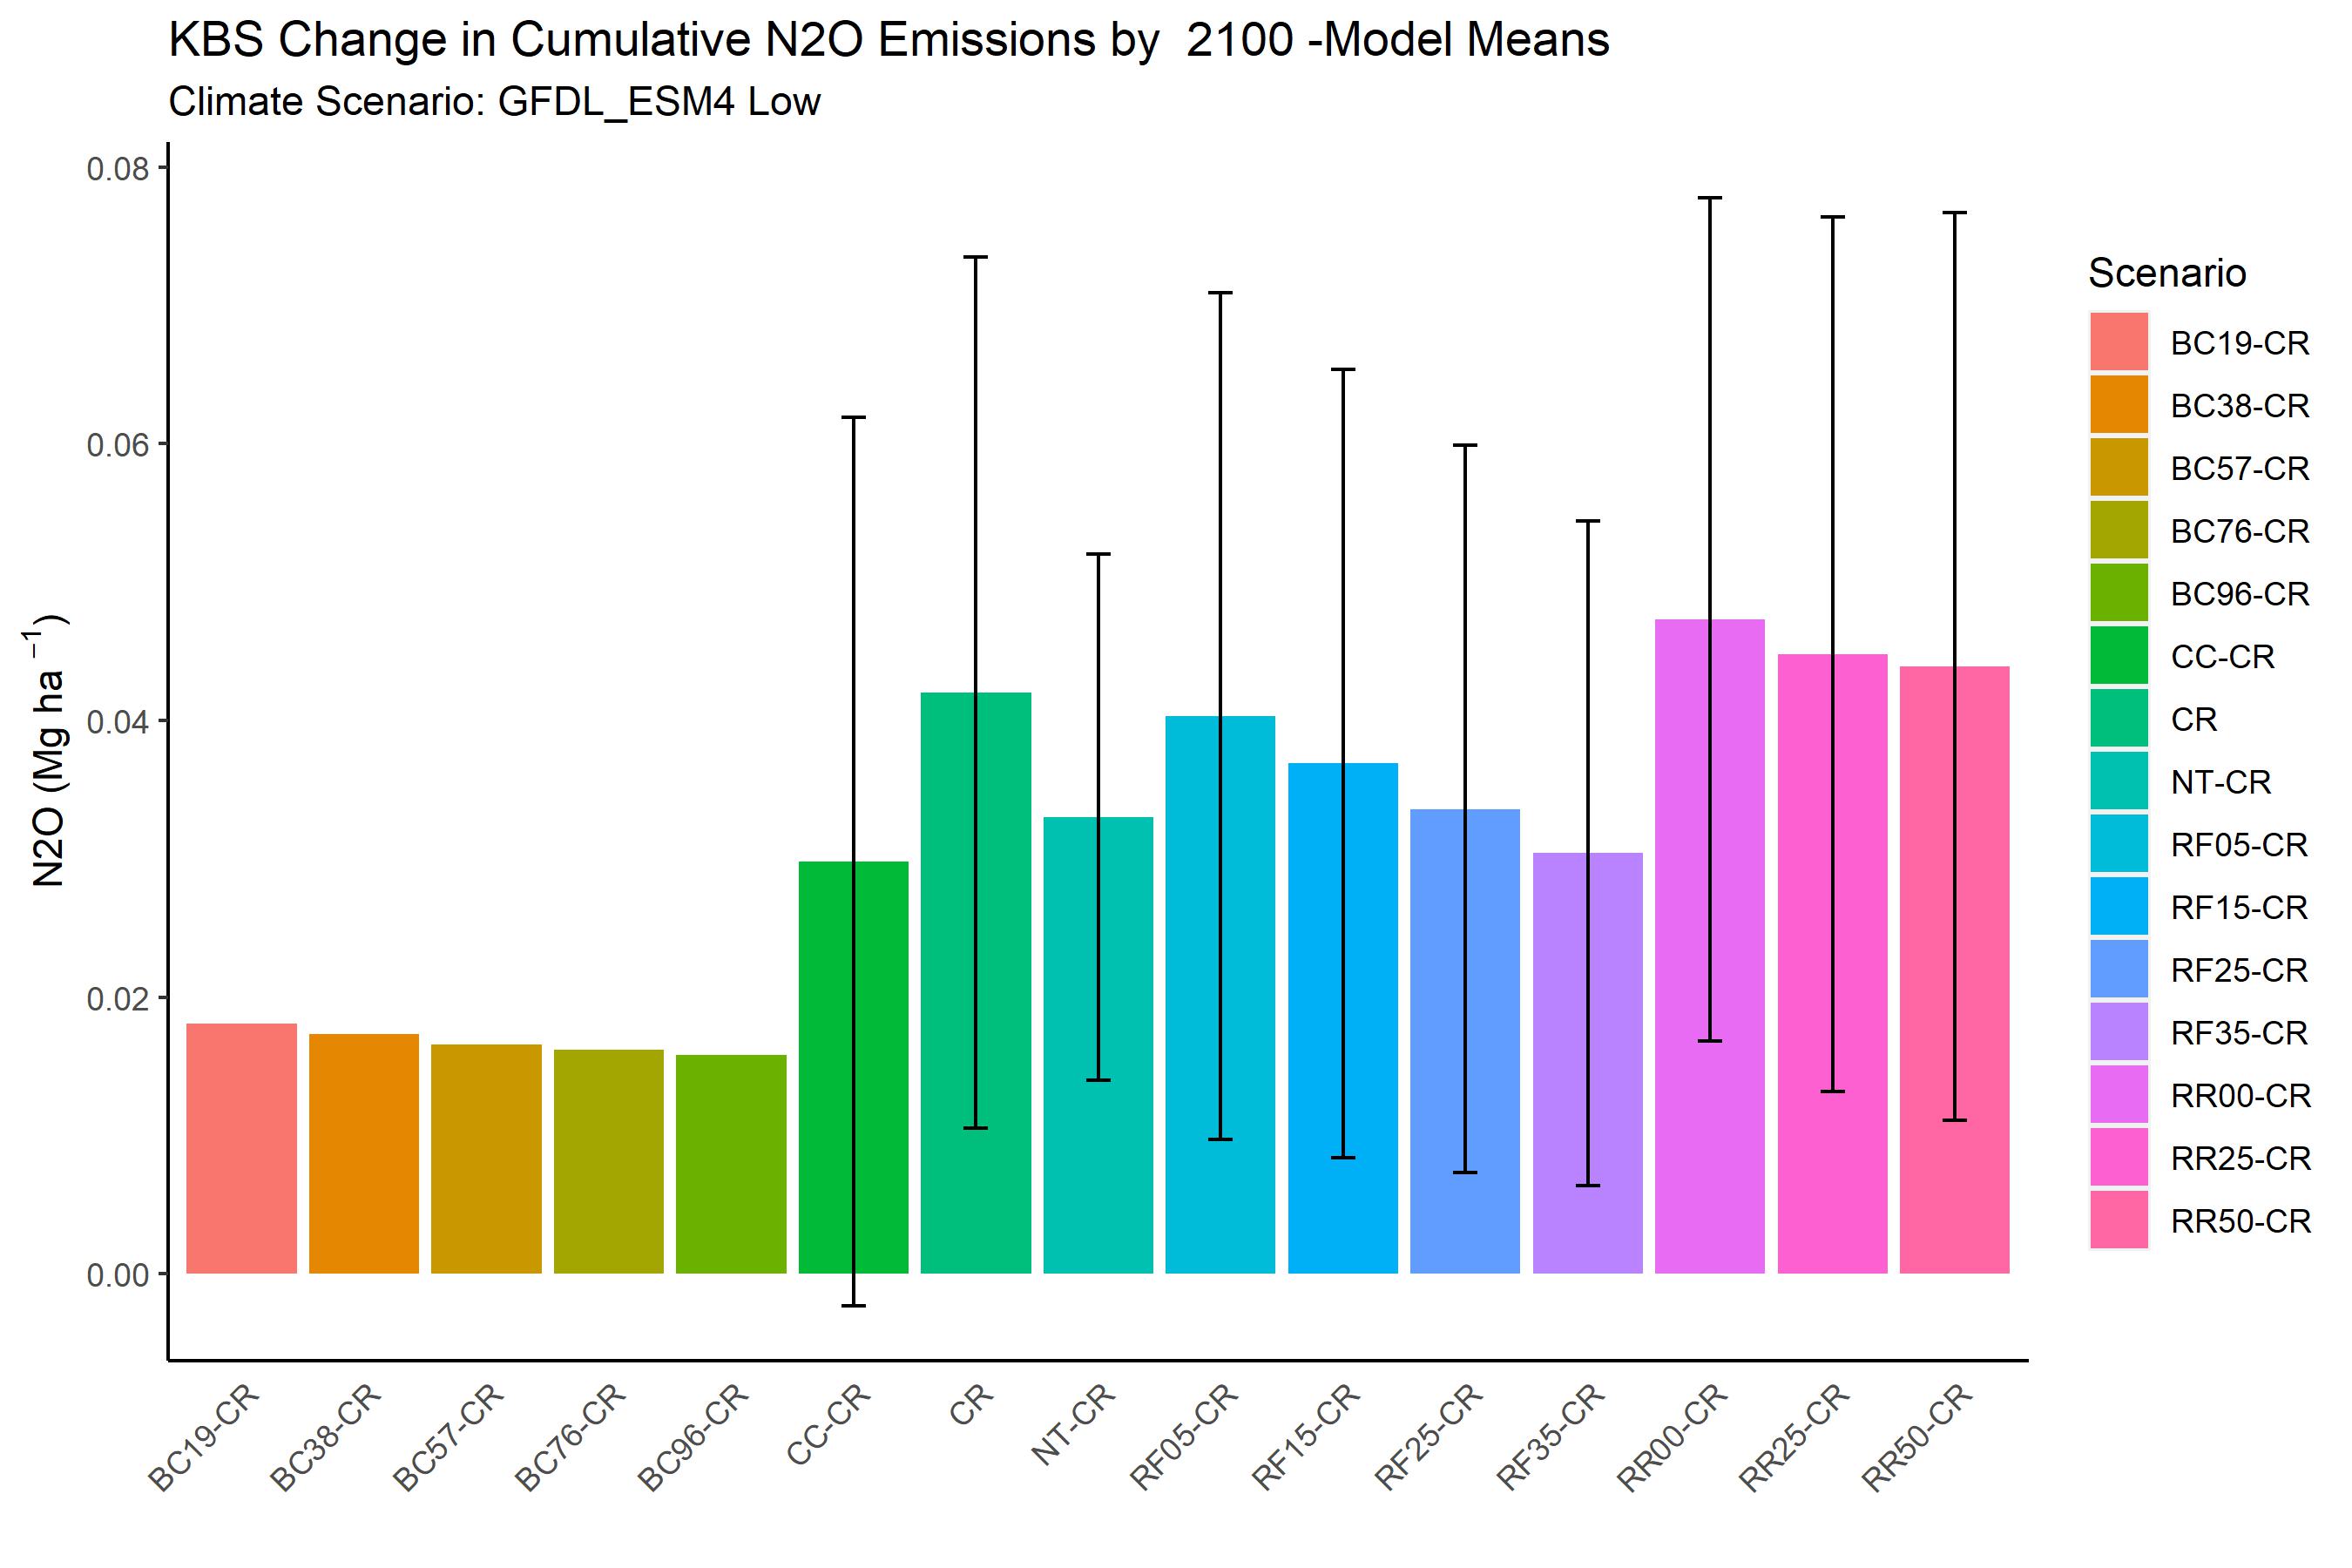 KBS Change in Cumulative N2O Emissions by  2100 -Model Means
Climate Scenario: GFDL_ESM4 Low
N2O (Mg ha −1)
0.08
0.06
0.04
0.02
0.00
BC19-CR
BC38-CR
BC57-CR
BC76-CR
BC96-CR
CC-CR
CR
NT-CR
RF05-CR
RF15-CR
RF25-CR
RF35-CR
RR00-CR
RR25-CR
RR50-CR
Scenario
BC19-CR
BC38-CR
BC57-CR
BC76-CR
BC96-CR
CC-CR
CR
NT-CR
RF05-CR
RF15-CR
RF25-CR
RF35-CR
RR00-CR
RR25-CR
RR50-CR